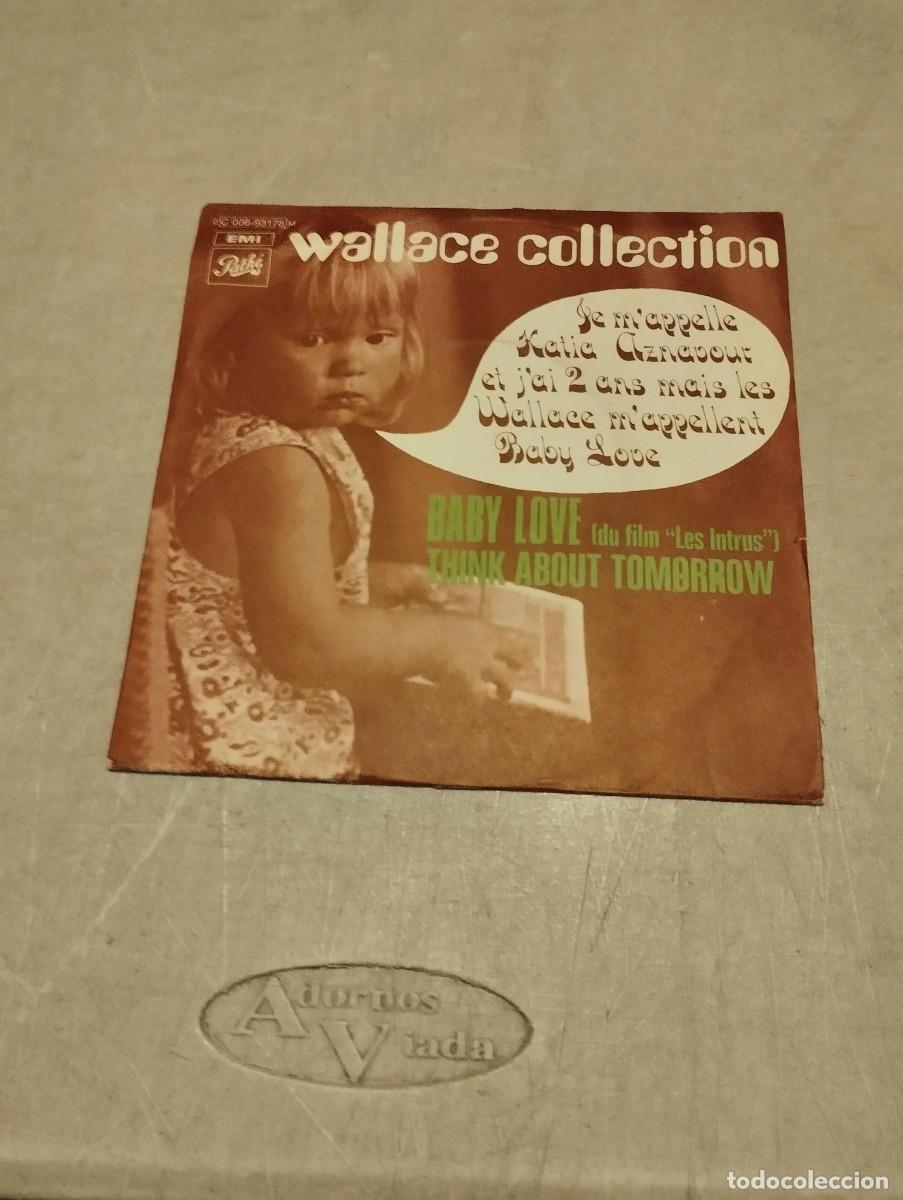 2C 006-93178 M
EMI
Pathé
wallace collection
Je m'appelle
Katia Aznavour
et j'ai 2 ans mais les
Wallace m'appellent
Baby Love
BABY LOVE (du film "Les Intrus")
THINK ABOUT TOMORROW
Adornos
Viada
todocoleccion